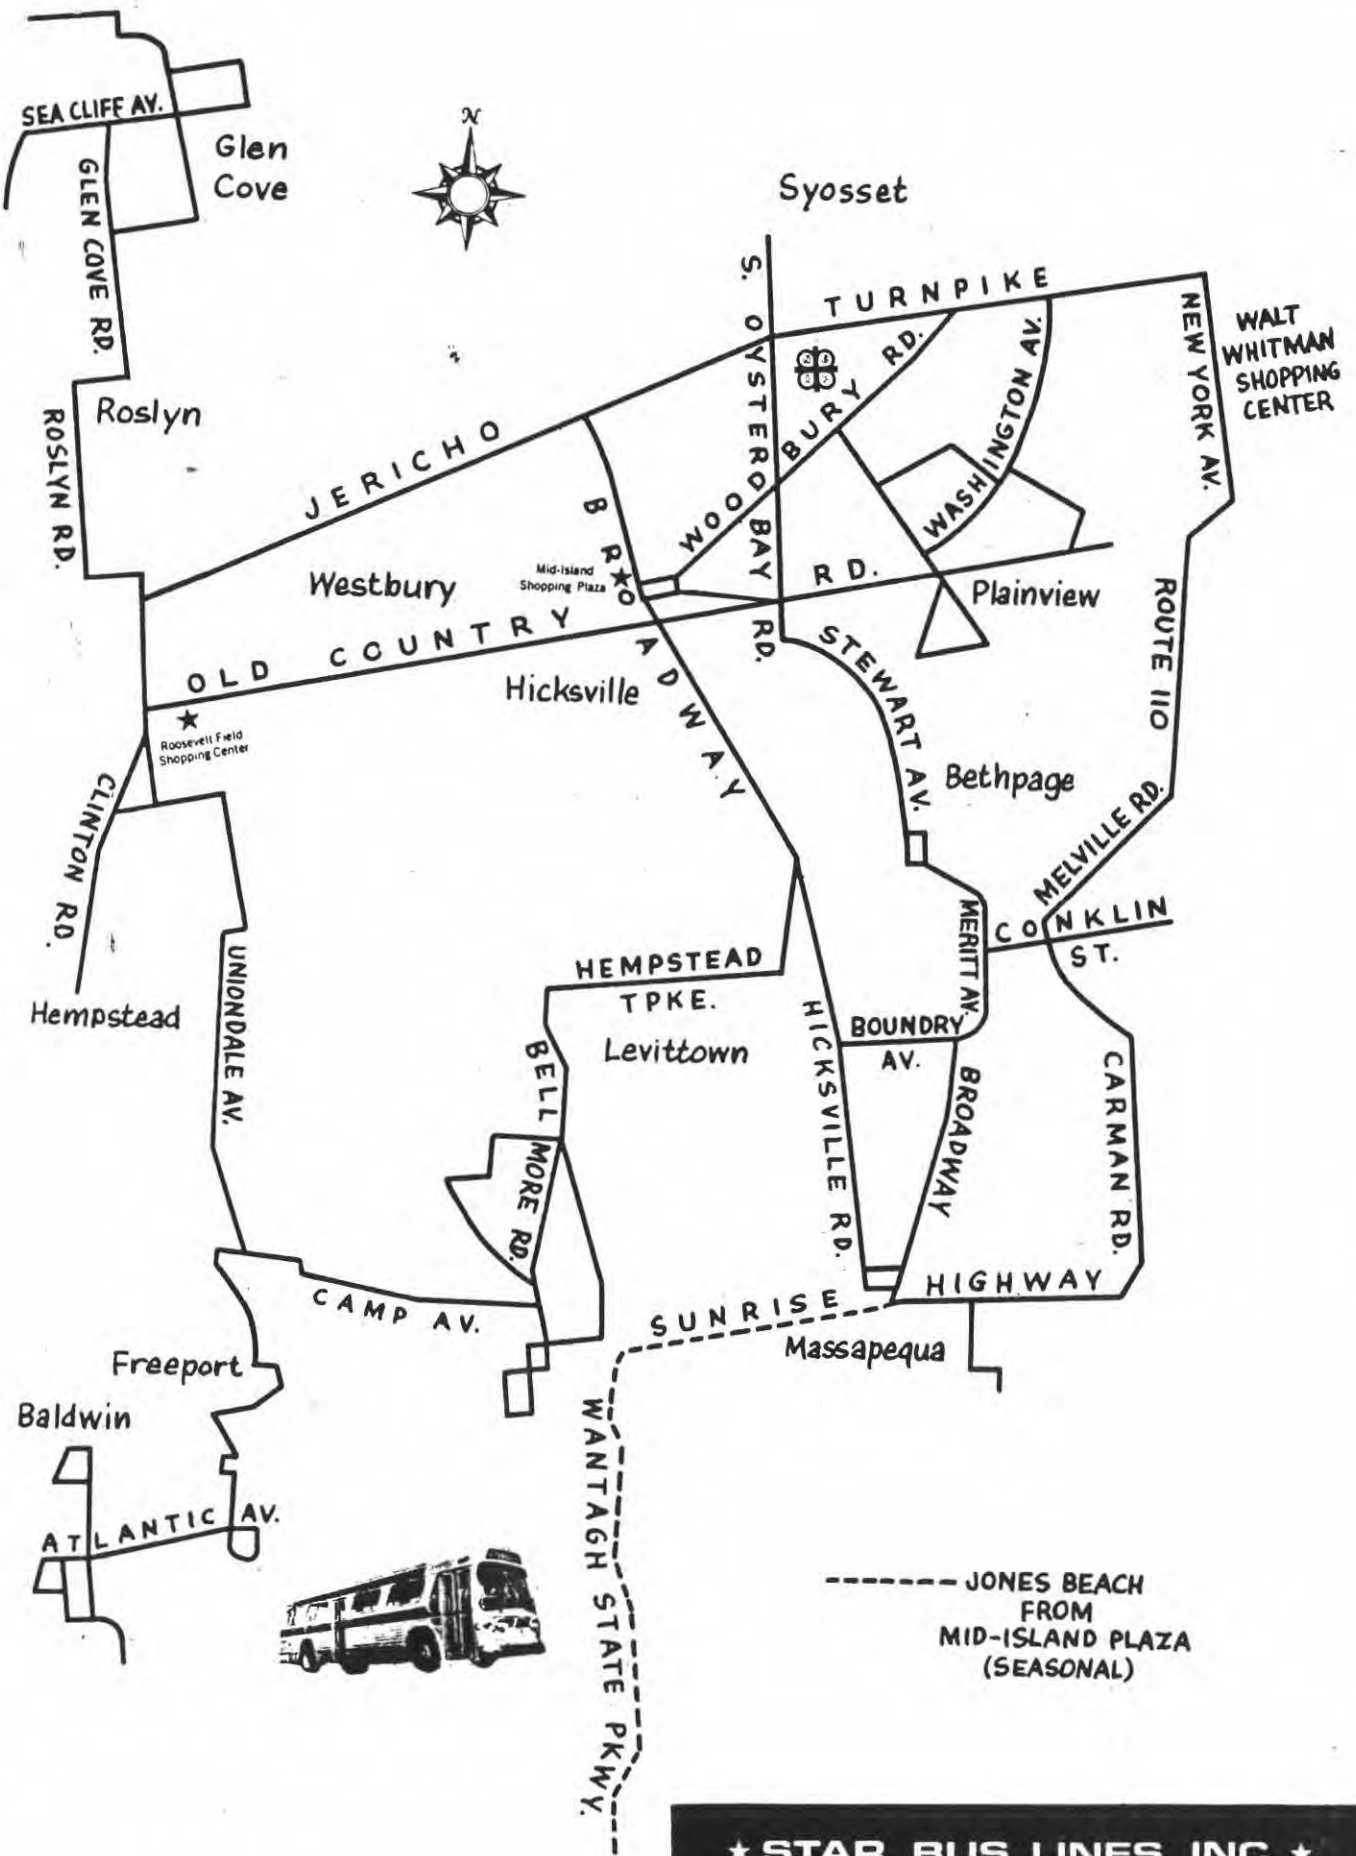 N
SEA CLIFF AV.
Glen
Cove
GLEN COVE RD.
Syosset
S. OYSTER BAY RD.
JERICHO TURNPIKE
NEW YORK AV.
WALT
WHITMAN
SHOPPING
CENTER
Roslyn
ROSLYN RD.
WOODBURY RD.
WASHINGTON AV.
BROADWAY
Mid-Island
Shopping Plaza
Westbury
OLD COUNTRY RD.
Plainview
ROUTE 110
Hicksville
STEWART AV.
Roosevelt Field
Shopping Center
Bethpage
CLINTON RD.
MELVILLE RD.
MERITT AV.
CONKLIN
ST.
Hempstead
UNIONDALE AV.
HEMPSTEAD
TPKE.
Levittown
BELLMORE RD.
HICKSVILLE RD.
BOUNDRY
AV.
BROADWAY
CARMAN RD.
CAMP AV.
SUNRISE HIGHWAY
Massapequa
Freeport
Baldwin
ATLANTIC AV.
WANTAGH STATE PKWY.
JONES BEACH
FROM
MID-ISLAND PLAZA
(SEASONAL)
★ STAR BUS LINES, INC. ★